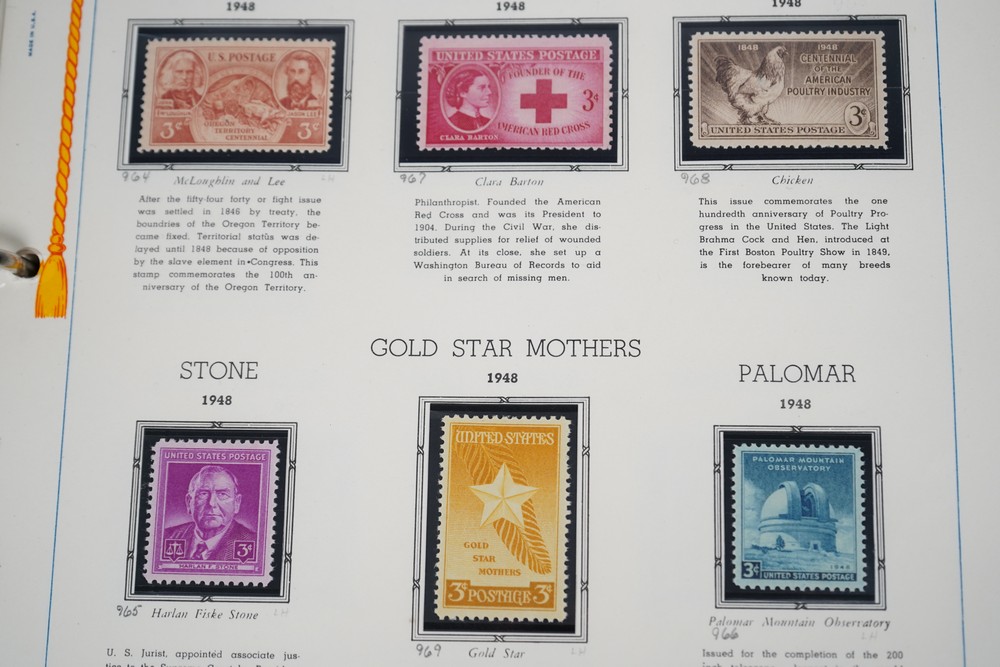 MADE IN U.S.A.
1948
1948
1948
U.S. POSTAGE
OREGON
TERRITORY
CENTENNIAL
JASON LEE
3¢ 3¢
UNITED STATES POSTAGE
FOUNDER OF THE
3¢
AMERICAN RED CROSS
CLARA BARTON
1848 1948
CENTENNIAL
OF THE
AMERICAN
POULTRY INDUSTRY
3¢
UNITED STATES POSTAGE
964 McLoughlin and Lee LH
967 Clara Barton
968 Chicken
After the fifty-four forty or fight issue
was settled in 1846 by treaty, the
boundries of the Oregon Territory be-
came fixed. Territorial status was de-
layed until 1848 because of opposition
by the slave element in Congress. This
stamp commemorates the 100th an-
niversary of the Oregon Territory.
Philanthropist. Founded the American
Red Cross and was its President to
1904. During the Civil War, she dis-
tributed supplies for relief of wounded
soldiers. At its close, she set up a
Washington Bureau of Records to aid
in search of missing men.
This issue commemorates the one
hundredth anniversary of Poultry Pro-
gress in the United States. The Light
Brahma Cock and Hen, introduced at
the First Boston Poultry Show in 1849,
is the forebearer of many breeds
known today.
STONE
1948
GOLD STAR MOTHERS
1948
PALOMAR
1948
UNITED STATES POSTAGE
3¢
HARLAN F. STONE
UNITED STATES
GOLD
STAR
MOTHERS
3¢ POSTAGE 3¢
PALOMAR MOUNTAIN
OBSERVATORY
1948
3¢ UNITED STATES POSTAGE
965 Harlan Fiske Stone LH
969 Gold Star LH
Palomar Mountain Observatory
966 LH
U. S. Jurist, appointed associate jus-
Issued for the completion of the 200